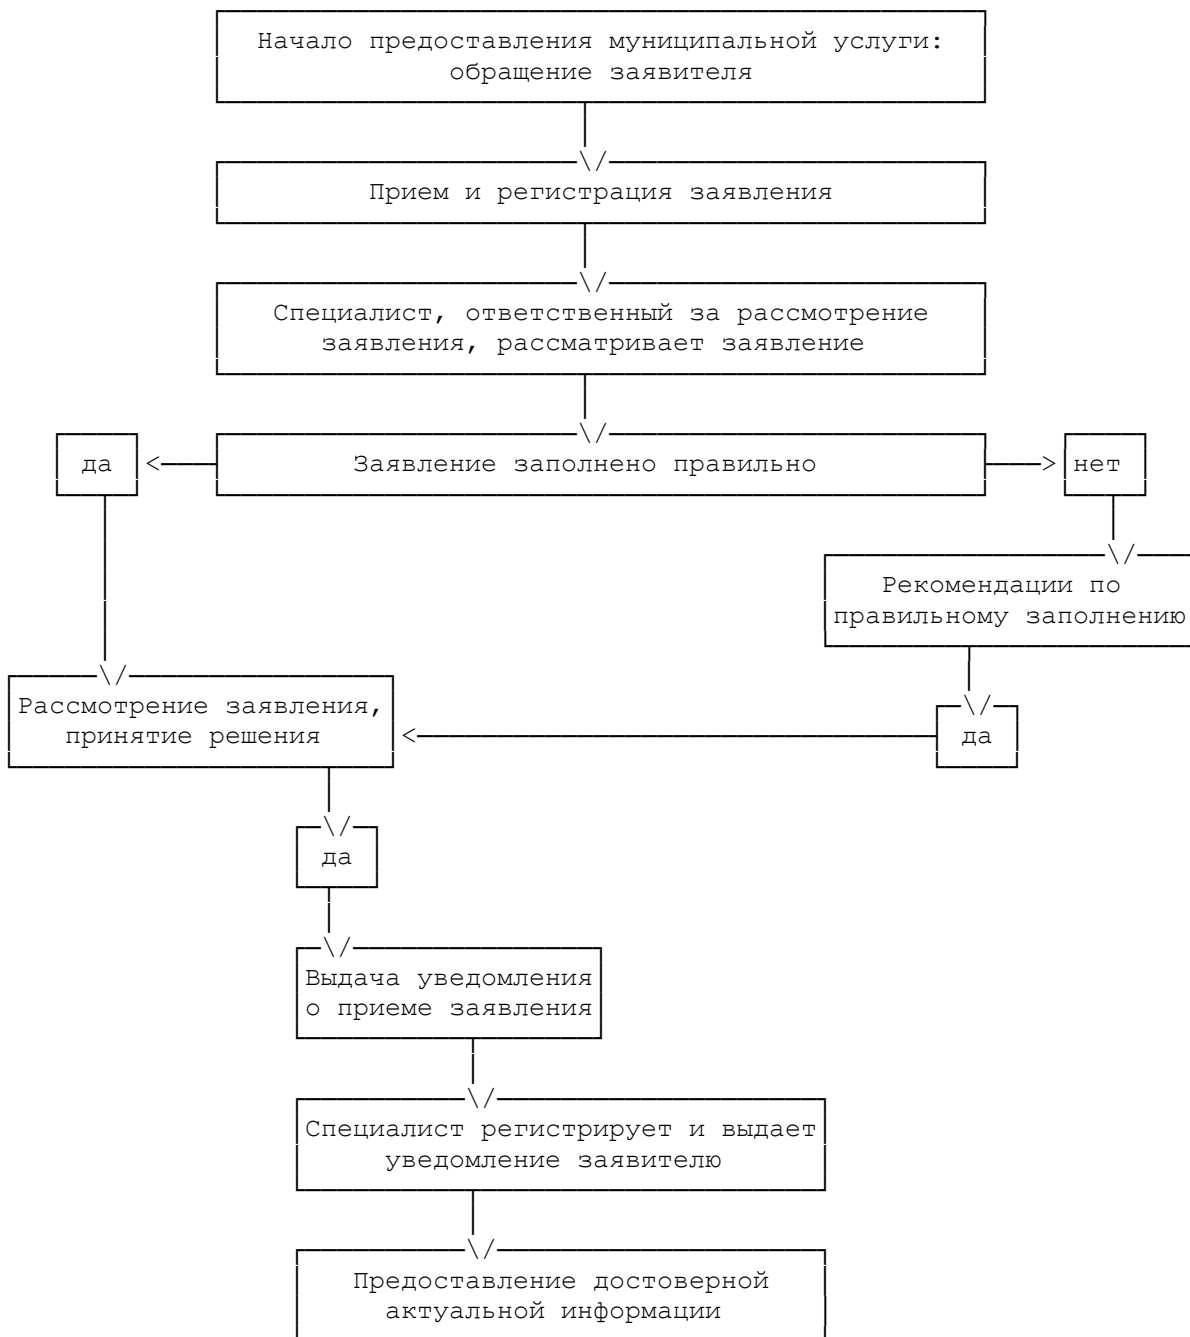 Начало предоставления муниципальной услуги:
обращение заявителя
Прием и регистрация заявления
Специалист, ответственный за рассмотрение
заявления, рассматривает заявление
да
Заявление заполнено правильно
нет
Рекомендации по
правильному заполнению
Рассмотрение заявления,
принятие решения
да
да
Выдача уведомления
о приеме заявления
Специалист регистрирует и выдает
уведомление заявителю
Предоставление достоверной
актуальной информации